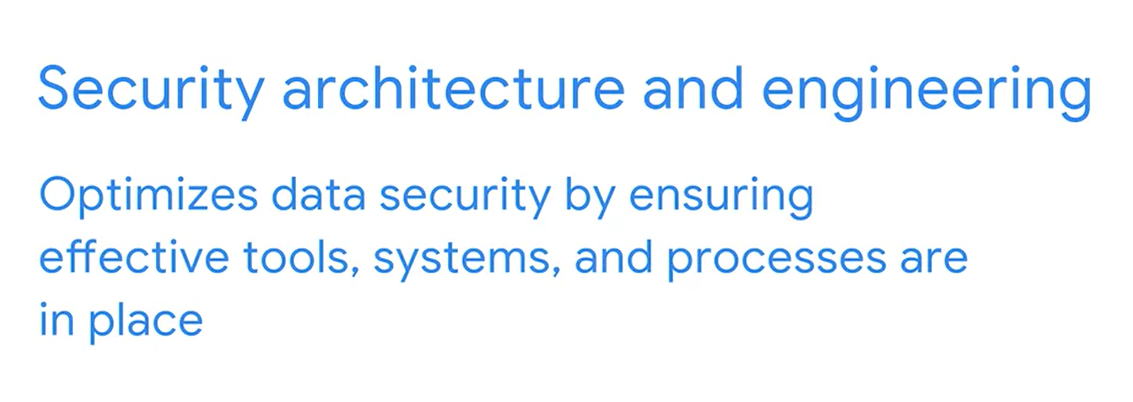 Security architecture and engineering
Optimizes data security by ensuring
effective tools, systems, and processes are
in place